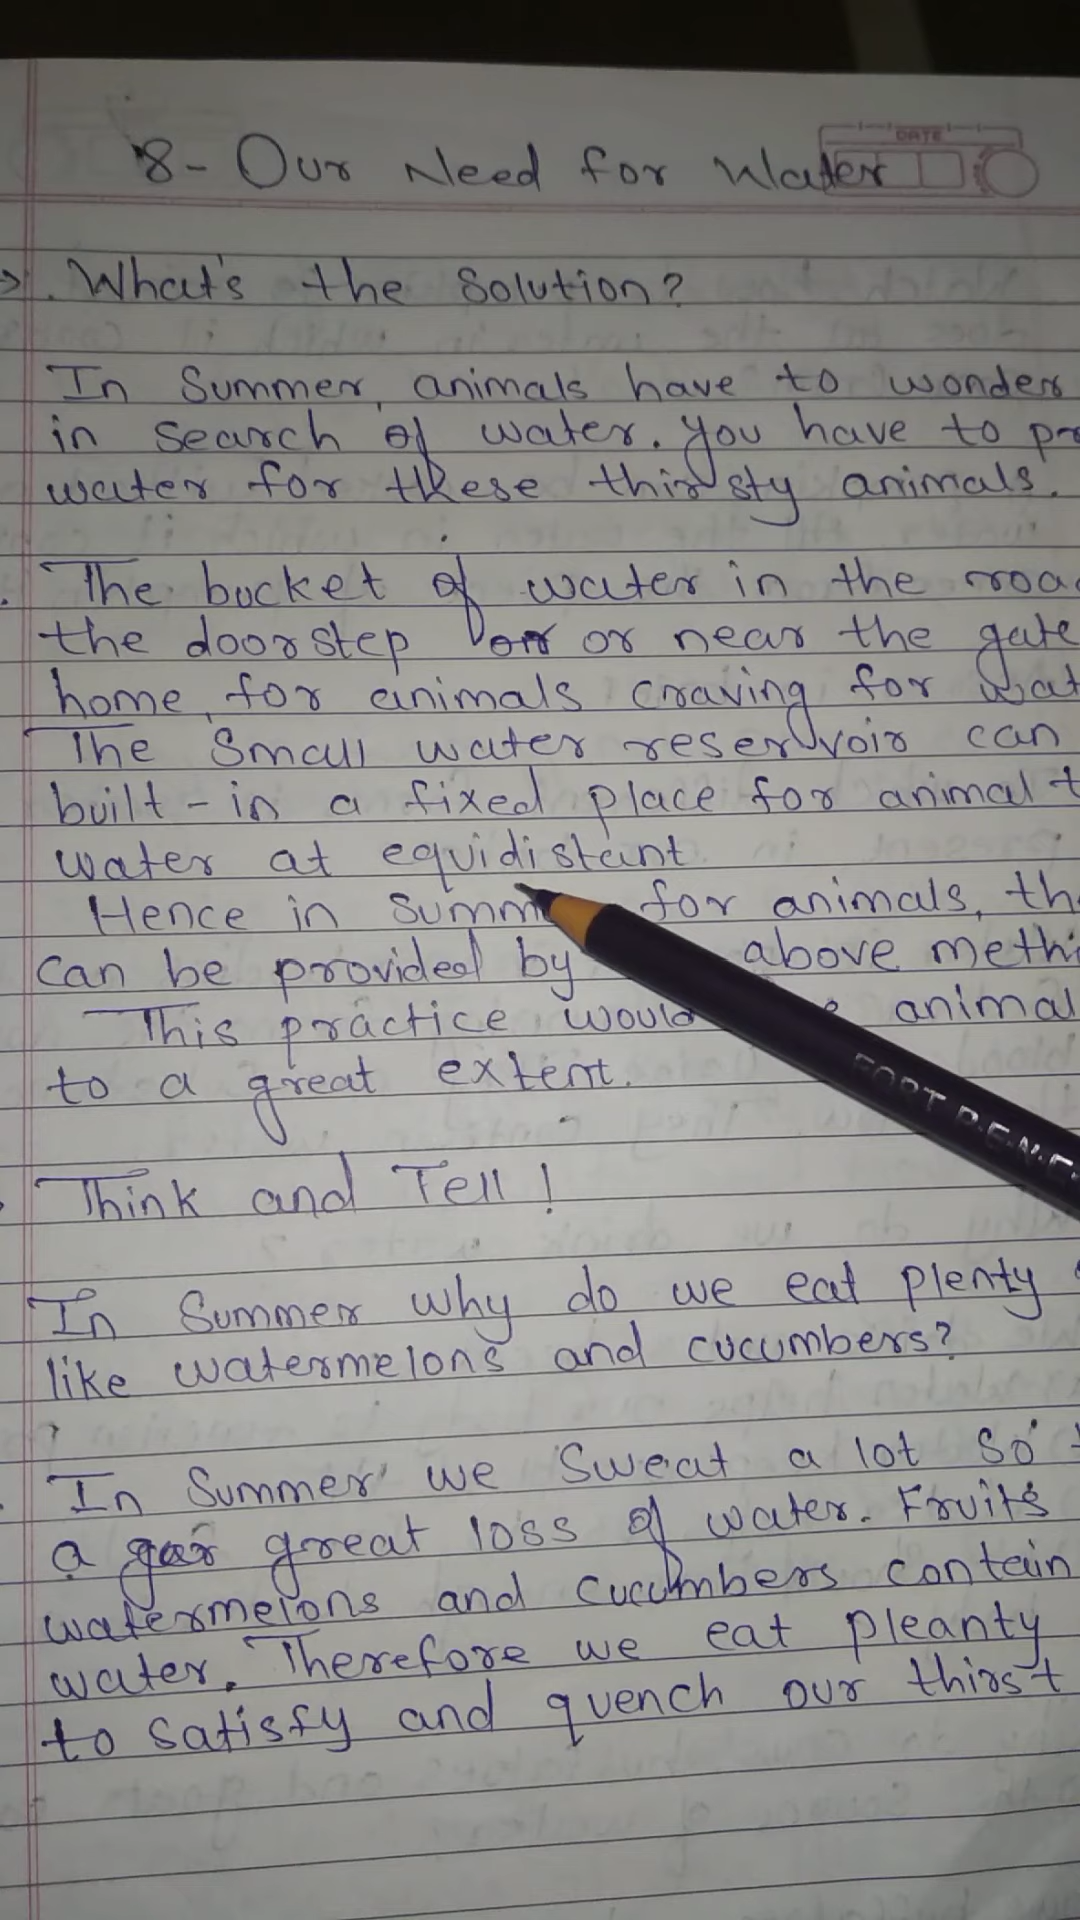 8- Our Need for Water
DATE
What's the Solution?
In Summer, animals have to wonder
in search of water. You have to
water for these thirsty animals.
The bucket of water in the
the doorstep or near the gate
home, for animals craving for
The Small water reservoir can
built-in a fixed place for animal
water at equidistant
Hence in for animals,
can be provided by above
This practice animal
to a great extent.
Think and Tell!
In Summer why do we eat plenty
like watermelons and cucumbers?
In Summer we Sweat a lot So
a great loss of water. Fruits
watermelons and cucumbers contain
water. Therefore we eat pleanty
to satisfy and quench our thirst